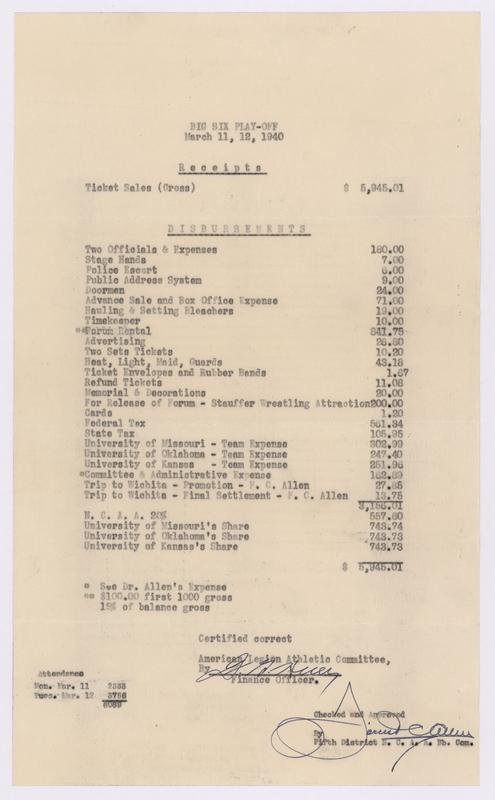 BIG SIX PLAY-OFF
March 11, 12, 1940
Receipts
Ticket Sales (Gross) $ 5,945.01
DISBURSEMENTS
Two Officials & Expenses 180.00
Stage Hands 7.00
Police Escort 6.00
Public Address System 9.00
Doormen 24.00
Advance Sale and Box Office Expense 71.00
Hauling & Setting Bleachers 19.00
Timekeeper 10.00
**Forum Rental 841.75
Advertising 28.80
Two Sets Tickets 10.20
Heat, Light, Maid, Guards 43.18
Ticket Envelopes and Rubber Bands 1.67
Refund Tickets 11.08
Memorial & Decorations 20.00
For Release of Forum - Stauffer Wrestling Attraction 200.00
Cards 1.20
Federal Tax 561.34
State Tax 105.95
University of Missouri - Team Expense 302.99
University of Oklahoma - Team Expense 247.40
University of Kansas - Team Expense 251.96
*Committee & Administrative Expense 162.89
Trip to Wichita - Promotion - F. C. Allen 27.85
Trip to Wichita - Final Settlement - F. C. Allen 13.75
3,156.01
N. C. A. A. 20% 557.80
University of Missouri's Share 743.74
University of Oklahoma's Share 743.73
University of Kansas's Share 743.73
$ 5,945.01
* See Dr. Allen's Expense
** $100.00 first 1000 gross
15% of balance gross
Certified correct
American Legion Athletic Committee,
By
Finance Officer.
Attendance
Mon. Mar. 11
Tues. Mar. 12 3756
Checked and Approved
By Forrest C. Allen
Fifth District N. C. A. A. Bb. Com.